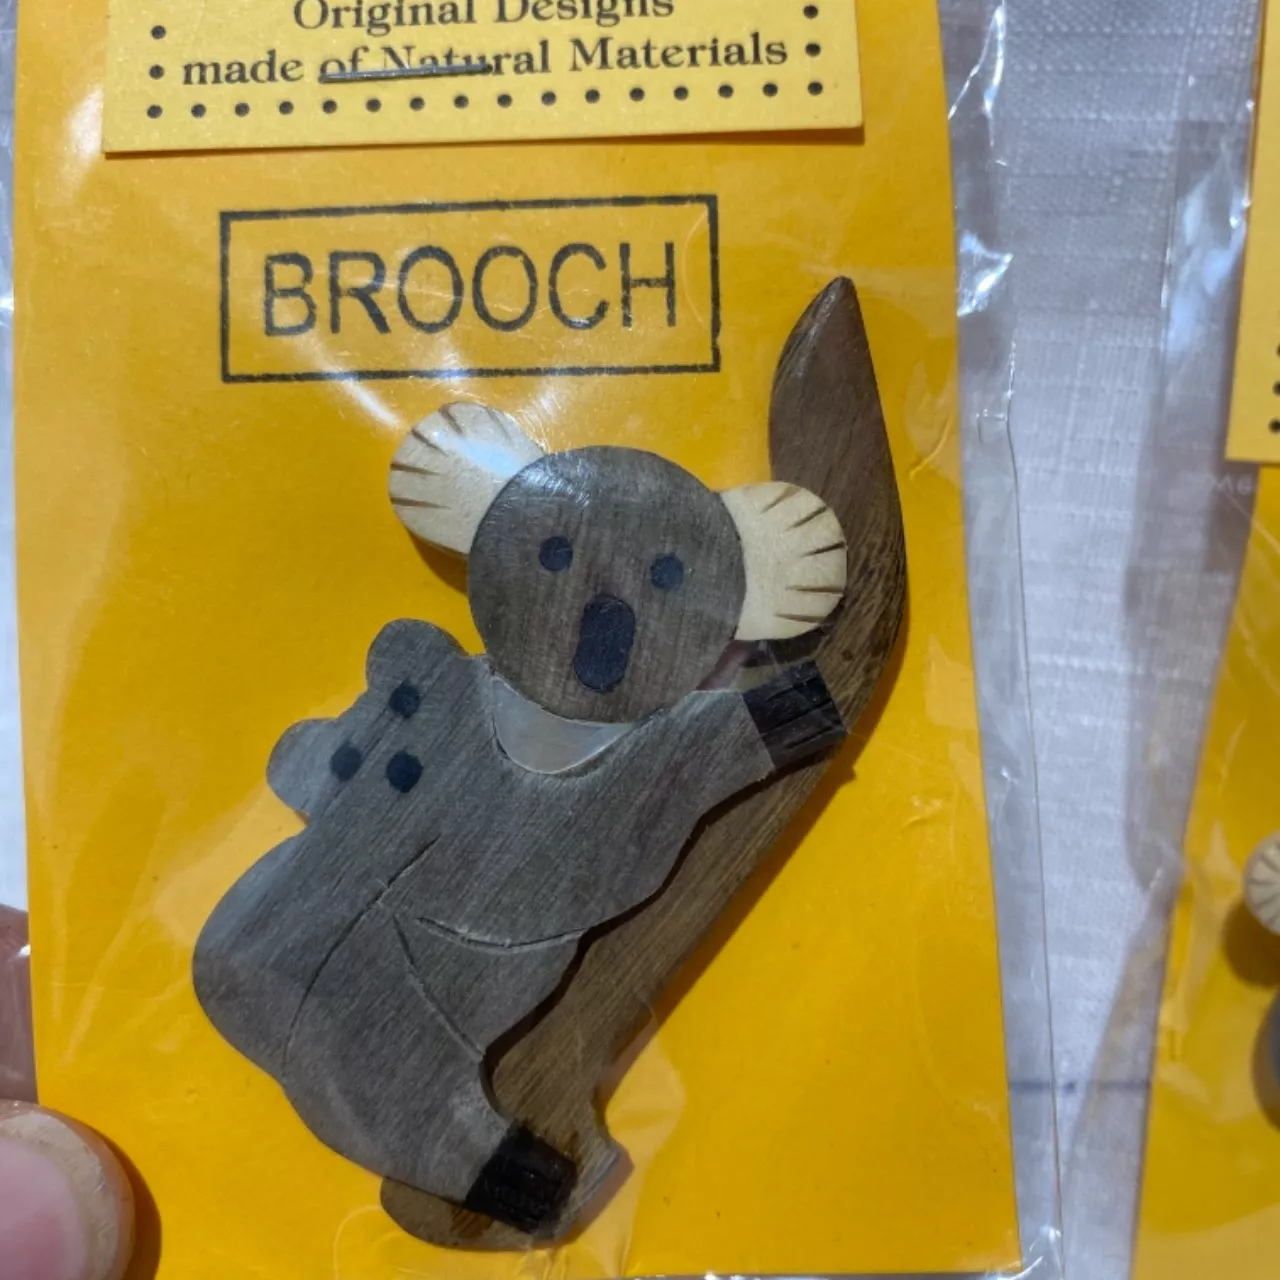 Original Designs
made of Natural Materials
BROOCH